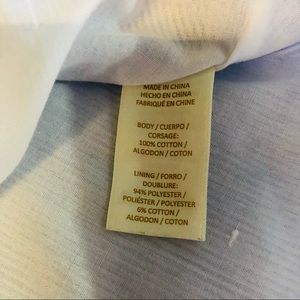 MADE IN CHINA
HECHO EN CHINA
FABRIQUÉ EN CHINE
BODY / CUERPO /
CORSAGE:
100% COTTON /
ALGODON / COTON
LINING / FORRO /
DOUBLURE:
94% POLYESTER /
POLIÉSTER / POLYESTER
6% COTTON /
ALGODON / COTON